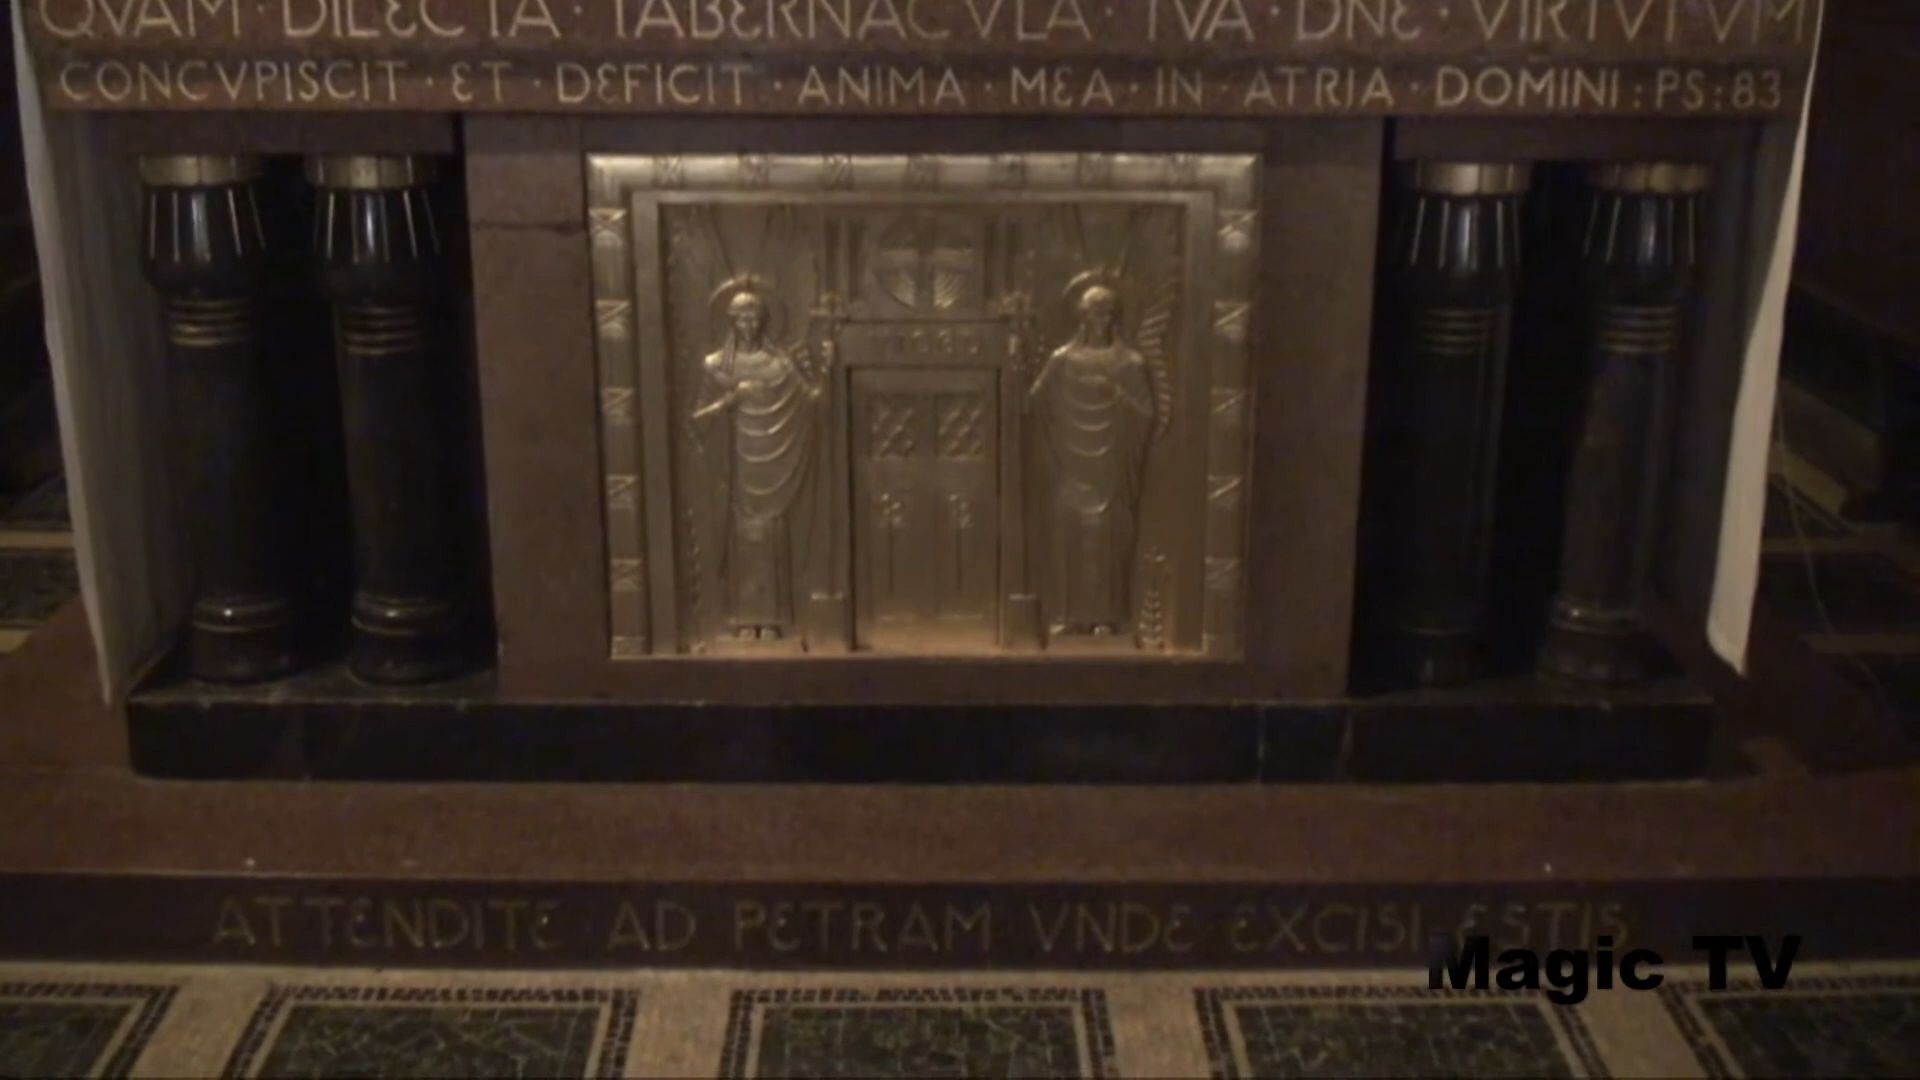 QVAM · DILECTA · TABERNACVLA · TVA · DNE · VIRTVTVM
CONCVPISCIT · ET · DEFICIT · ANIMA · MEA · IN · ATRIA · DOMINI : PS : 83
ATTENDITE AD PETRAM VNDE EXCISI ESTIS
Magic TV